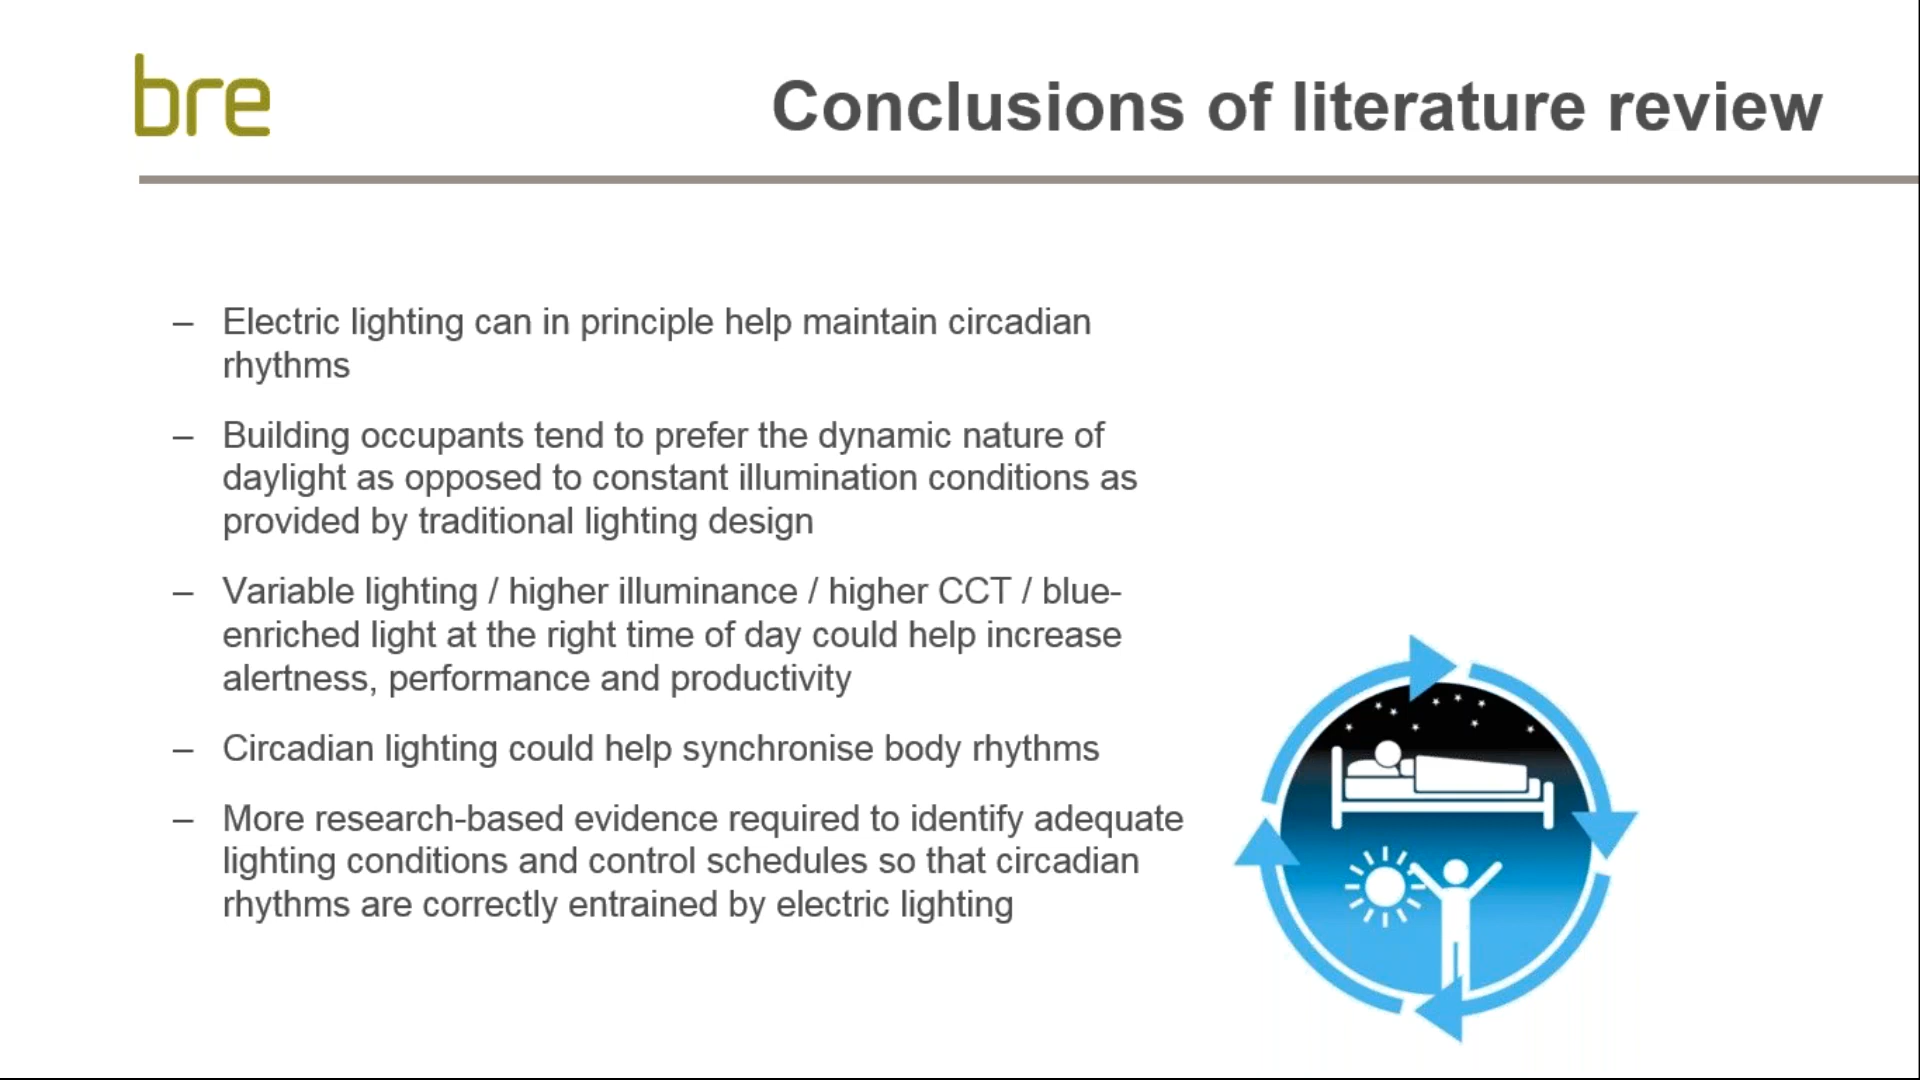 bre
Conclusions of literature review
– Electric lighting can in principle help maintain circadian
rhythms
– Building occupants tend to prefer the dynamic nature of
daylight as opposed to constant illumination conditions as
provided by traditional lighting design
– Variable lighting / higher illuminance / higher CCT / blue-
enriched light at the right time of day could help increase
alertness, performance and productivity
– Circadian lighting could help synchronise body rhythms
– More research-based evidence required to identify adequate
lighting conditions and control schedules so that circadian
rhythms are correctly entrained by electric lighting